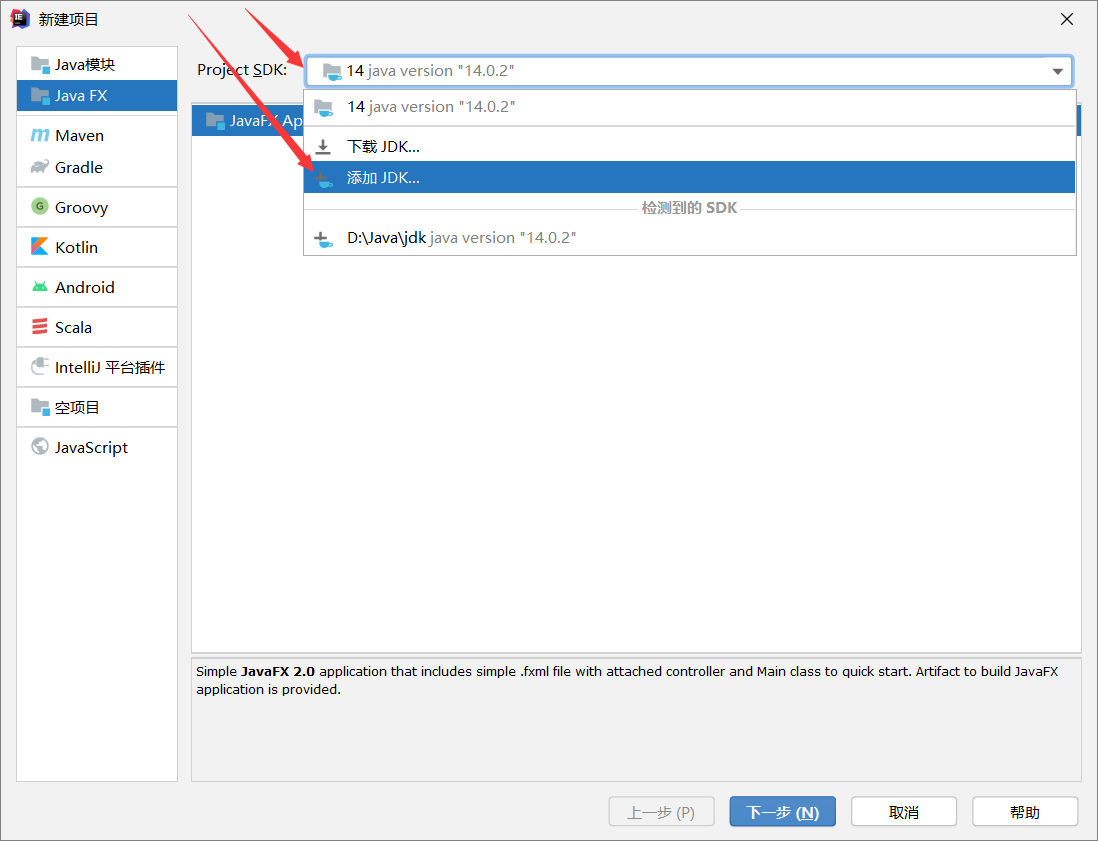 新建项目
Java模块
Java FX
Maven
Gradle
Groovy
Kotlin
Android
Scala
IntelliJ 平台插件
空项目
JavaScript
Project SDK:
14 java version "14.0.2"
14 java version "14.0.2"
下载 JDK...
添加 JDK...
检测到的 SDK
D:\Java\jdk java version "14.0.2"
JavaFX Ap
Simple JavaFX 2.0 application that includes simple .fxml file with attached controller and Main class to quick start. Artifact to build JavaFX
application is provided.
上一步 (P)
下一步 (N)
取消
帮助